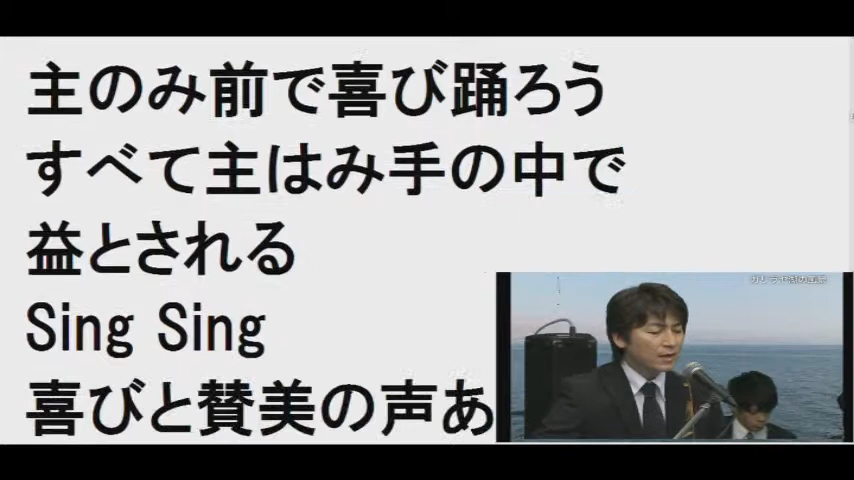 主のみ前で喜び踊ろう
すべて主はみ手の中で
益とされる
Sing Sing
喜びと賛美の声あ